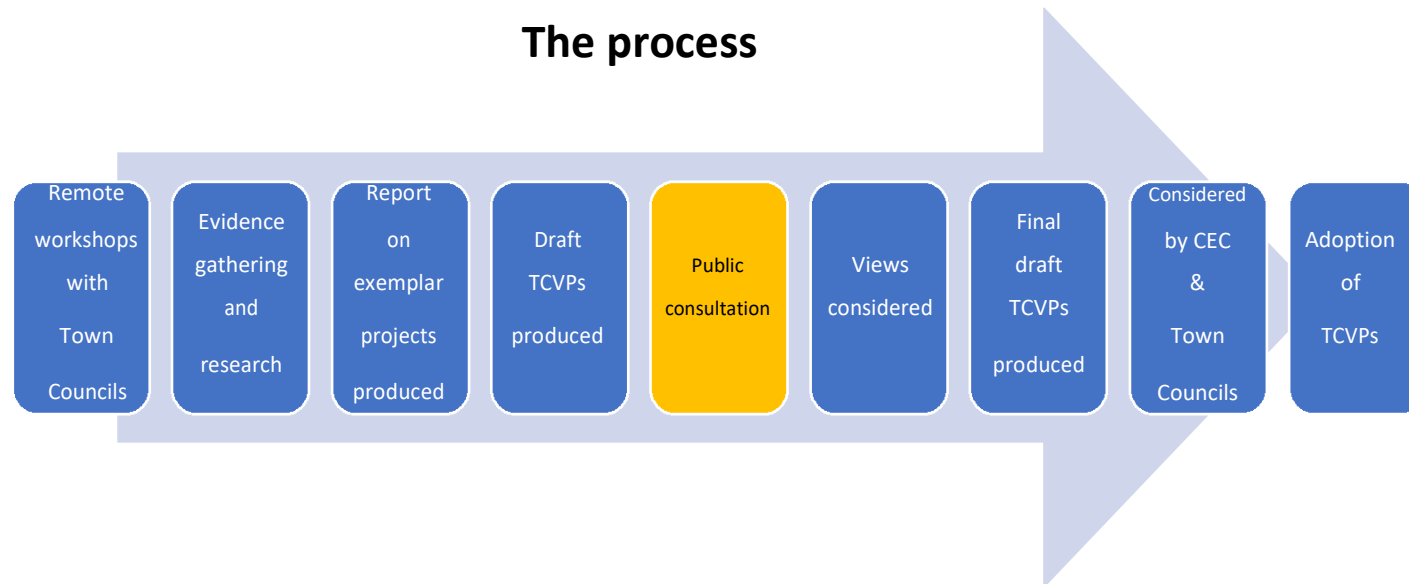 The process
Remote
workshops
with
Town
Councils
Evidence
gathering
and
research
Report
on
exemplar
projects
produced
Draft
TCVPs
produced
Public
consultation
Views
considered
Final
draft
TCVPs
produced
Considered
by CEC
&
Town
Councils
Adoption
of
TCVPs